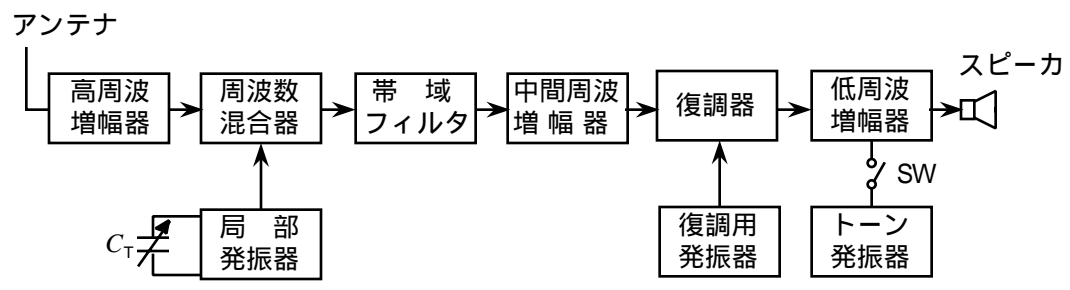 アンテナ
高周波
増幅器
周波数
混合器
帯 域
フィルタ
中間周波
増 幅 器
復調器
低周波
増幅器
スピーカ
SW
CT
局 部
発振器
復調用
発振器
トーン
発振器